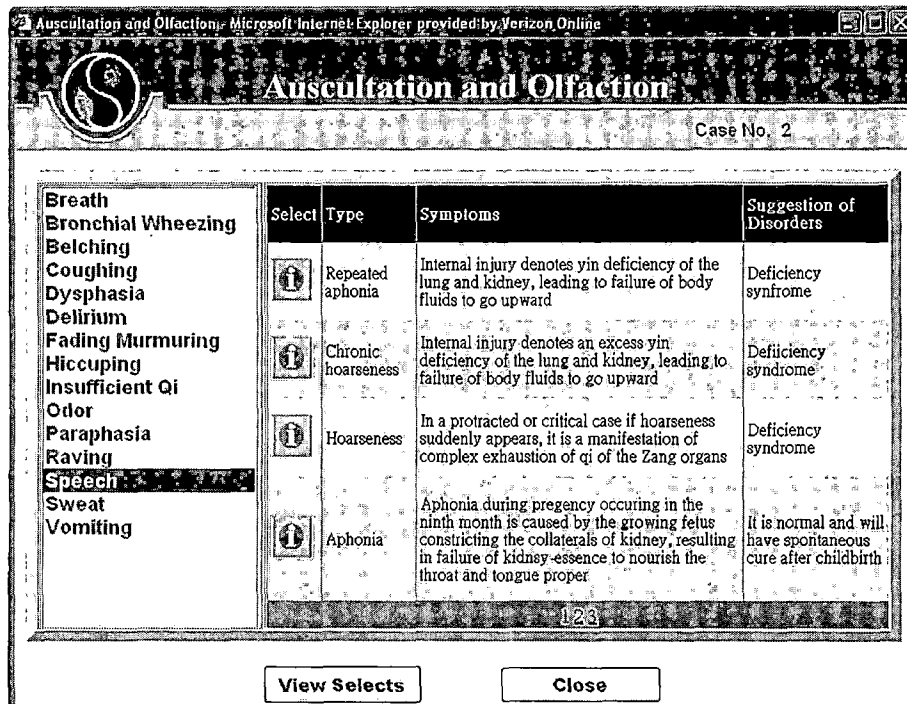 Auscultation and Olfaction - Microsoft Internet Explorer provided by Verizon Online
Auscultation and Olfaction
Case No. 2
Breath
Bronchial Wheezing
Belching
Coughing
Dysphasia
Delirium
Fading Murmuring
Hiccuping
Insufficient Qi
Odor
Paraphasia
Raving
Speech
Sweat
Vomiting
Select
Type
Symptoms
Suggestion of
Disorders
Repeated
aphonia
Internal injury denotes yin deficiency of the
lung and kidney, leading to failure of body
fluids to go upward
Deficiency
synfrome
Chronic
hoarseness
Internal injury denotes an excess yin
deficiency of the lung and kidney, leading to
failure of body fluids to go upward
Defiiciency
syndrome
Hoarseness
In a protracted or critical case if hoarseness
suddenly appears, it is a manifestation of
complex exhaustion of qi of the Zang organs
Deficiency
syndrome
Aphonia
Aphonia during pregency occuring in the
ninth month is caused by the growing fetus
constricting the collaterals of kidney, resulting
in failure of kidnsy-essence to nourish the
throat and tongue proper
It is normal and will
have spontaneous
cure after childbirth
1 2 3
View Selects
Close